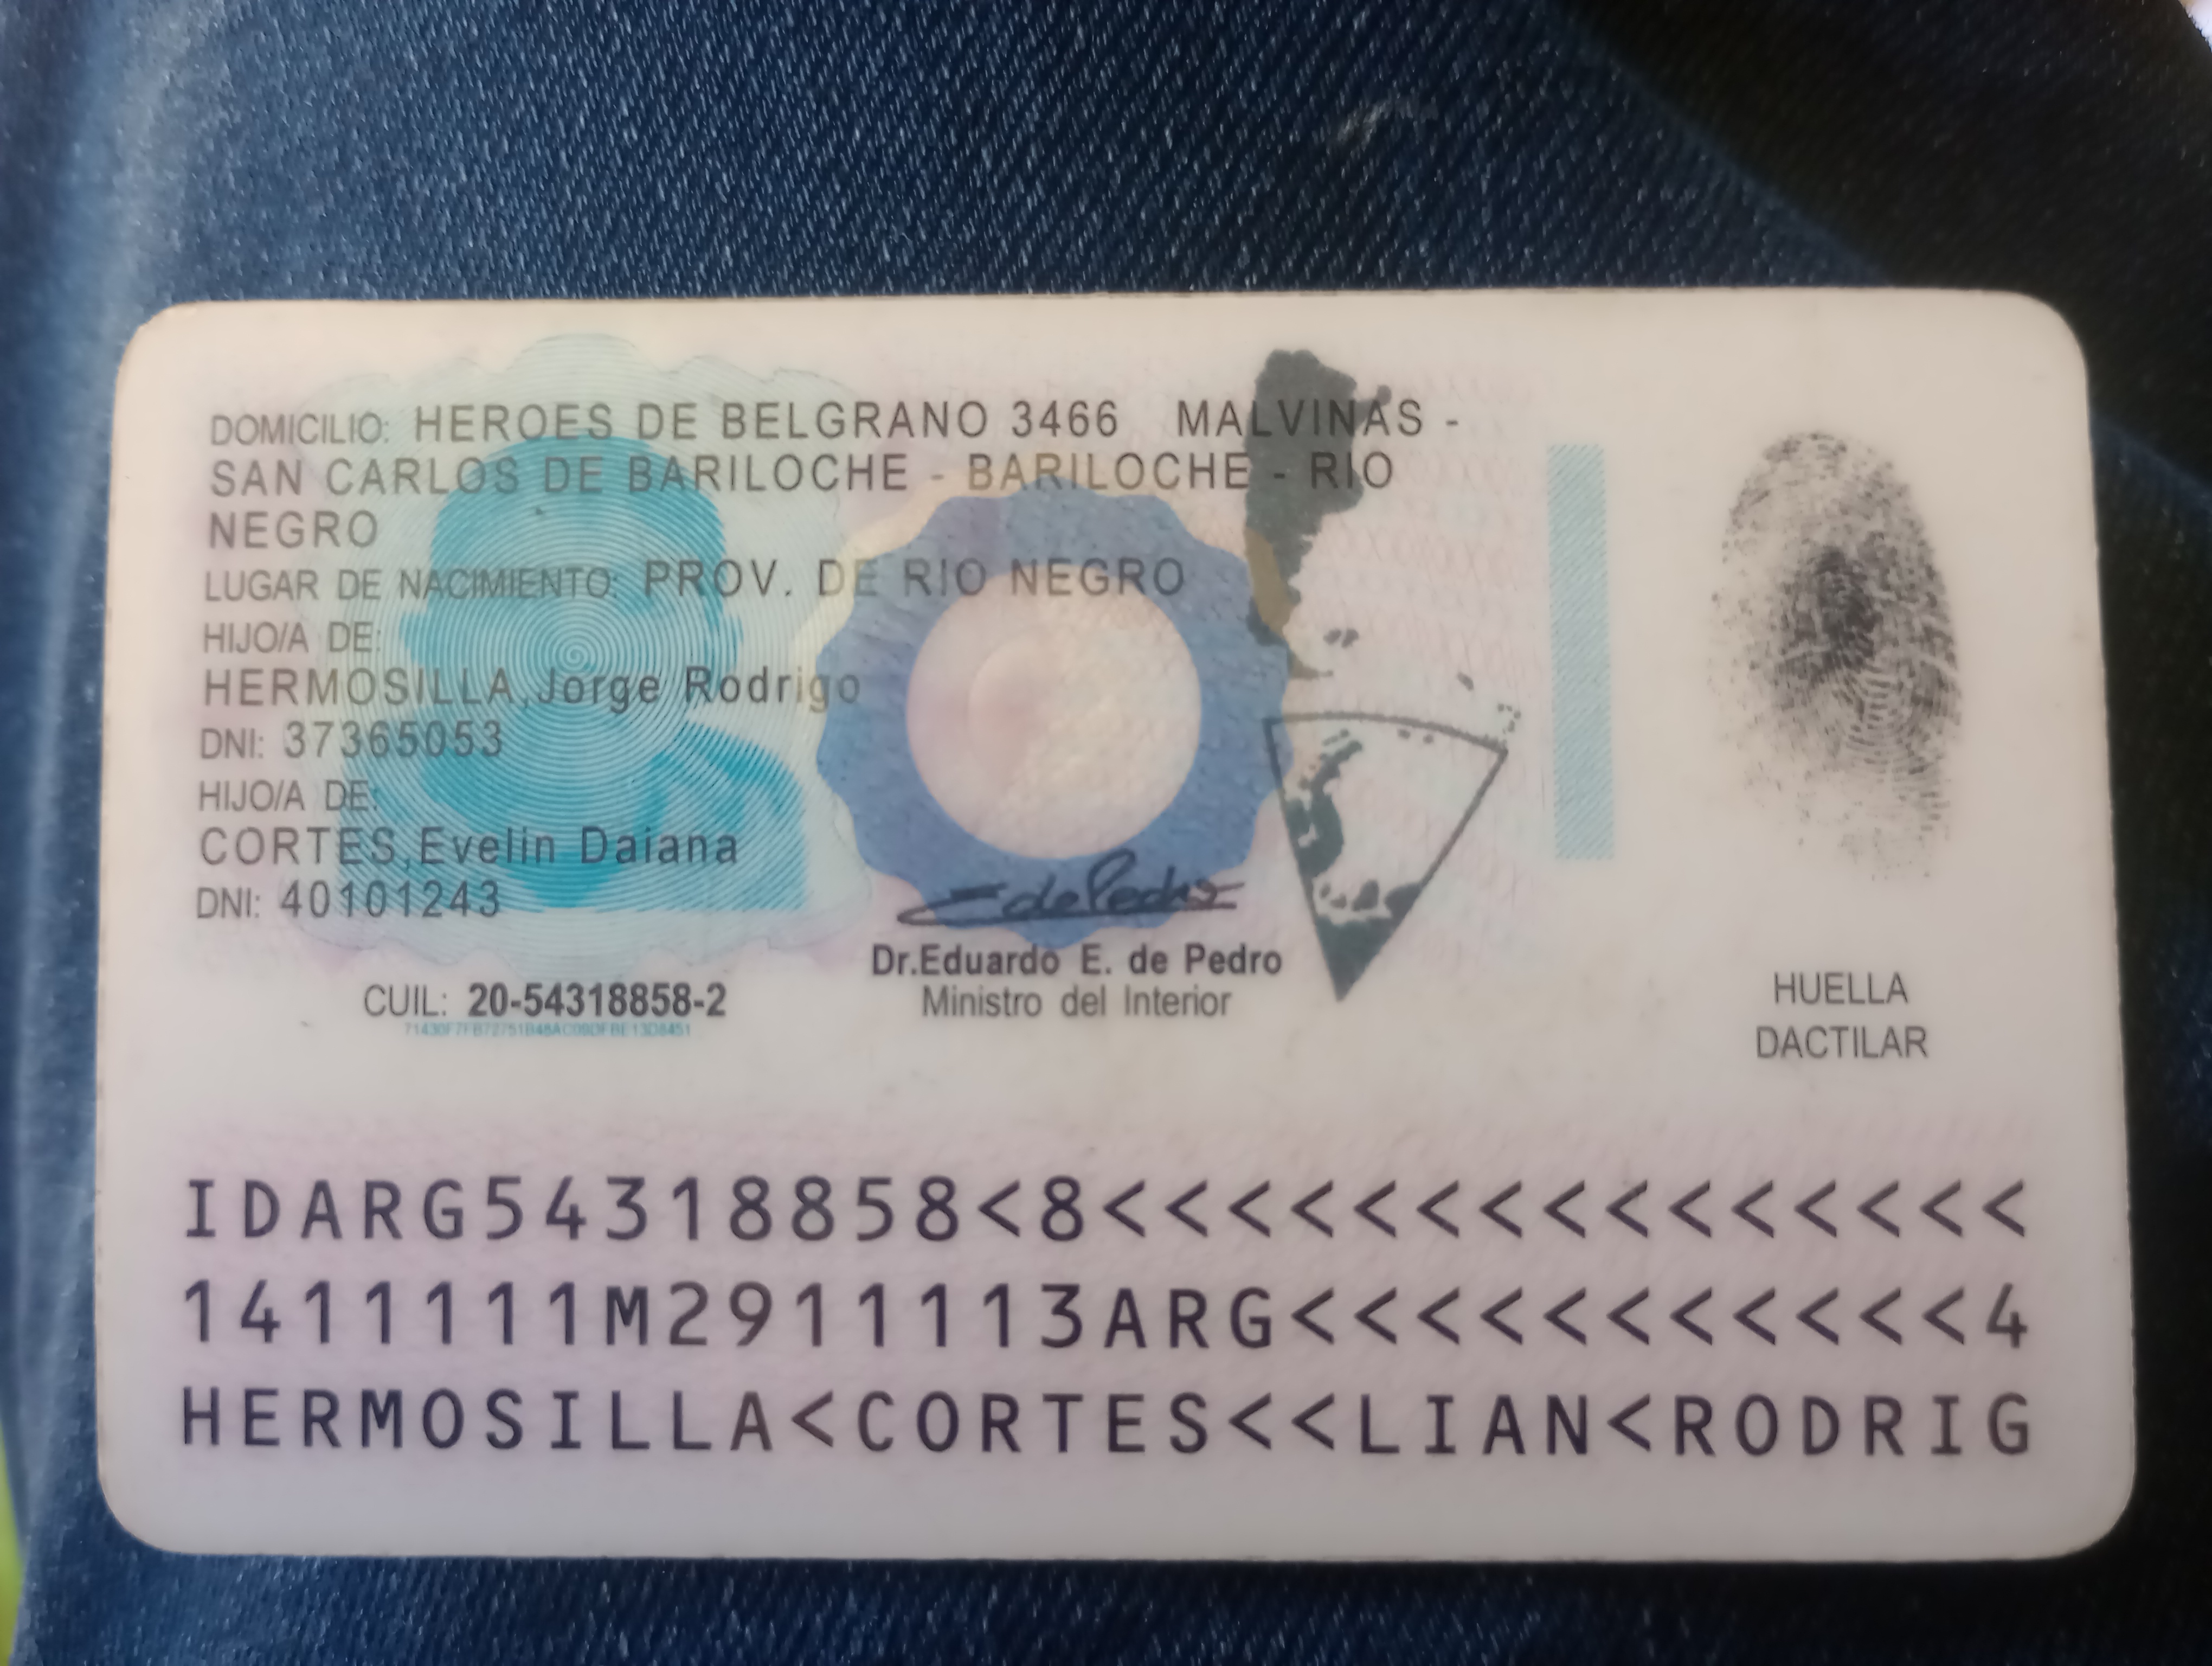 DOMICILIO: HEROES DE BELGRANO 3466 MALVINAS -
SAN CARLOS DE BARILOCHE - BARILOCHE - RIO
NEGRO
LUGAR DE NACIMIENTO: PROV. DE RIO NEGRO
HIJO/A DE:
HERMOSILLA,Jorge Rodrigo
DNI: 37365053
HIJO/A DE:
CORTES,Evelin Daiana
DNI: 40101243
CUIL: 20-54318858-2
Dr.Eduardo E. de Pedro
Ministro del Interior
HUELLA
DACTILAR
IDARG54318858<8<<<<<<<<<<<<<<<
1411111M2911113ARG<<<<<<<<<<<4
HERMOSILLA<CORTES<<LIAN<RODRIG